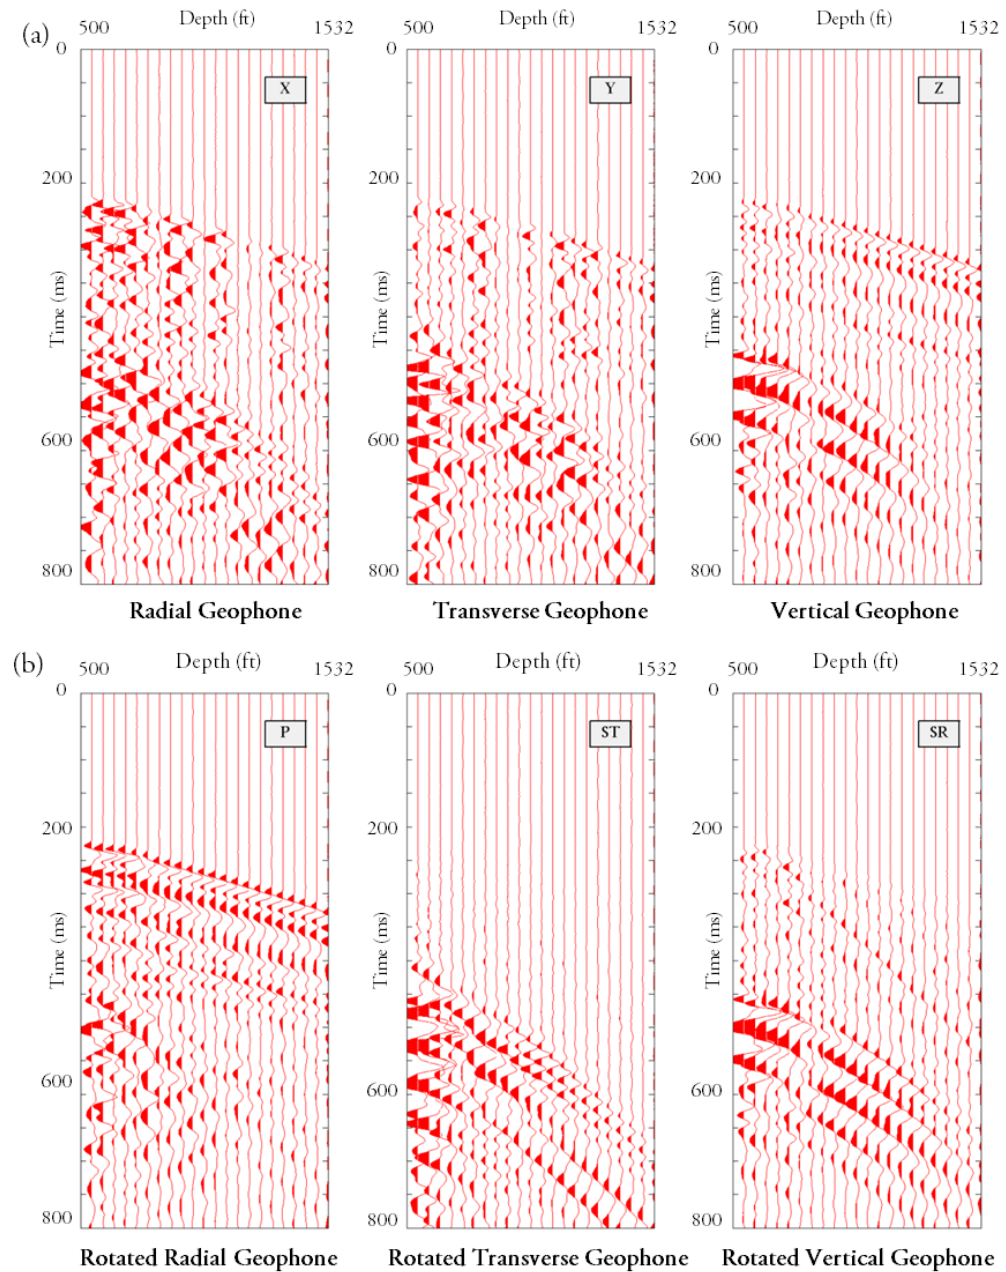 (a)
Depth (ft) Depth (ft) Depth (ft)
500 1532 500 1532 500 1532
0 0 0
X Y Z
200 200 200
Time (ms) Time (ms) Time (ms)
600 600 600
800 800 800
Radial Geophone Transverse Geophone Vertical Geophone
(b)
Depth (ft) Depth (ft) Depth (ft)
500 1532 500 1532 500 1532
0 0 0
P ST SR
200 200 200
Time (ms) Time (ms) Time (ms)
600 600 600
800 800 800
Rotated Radial Geophone Rotated Transverse Geophone Rotated Vertical Geophone